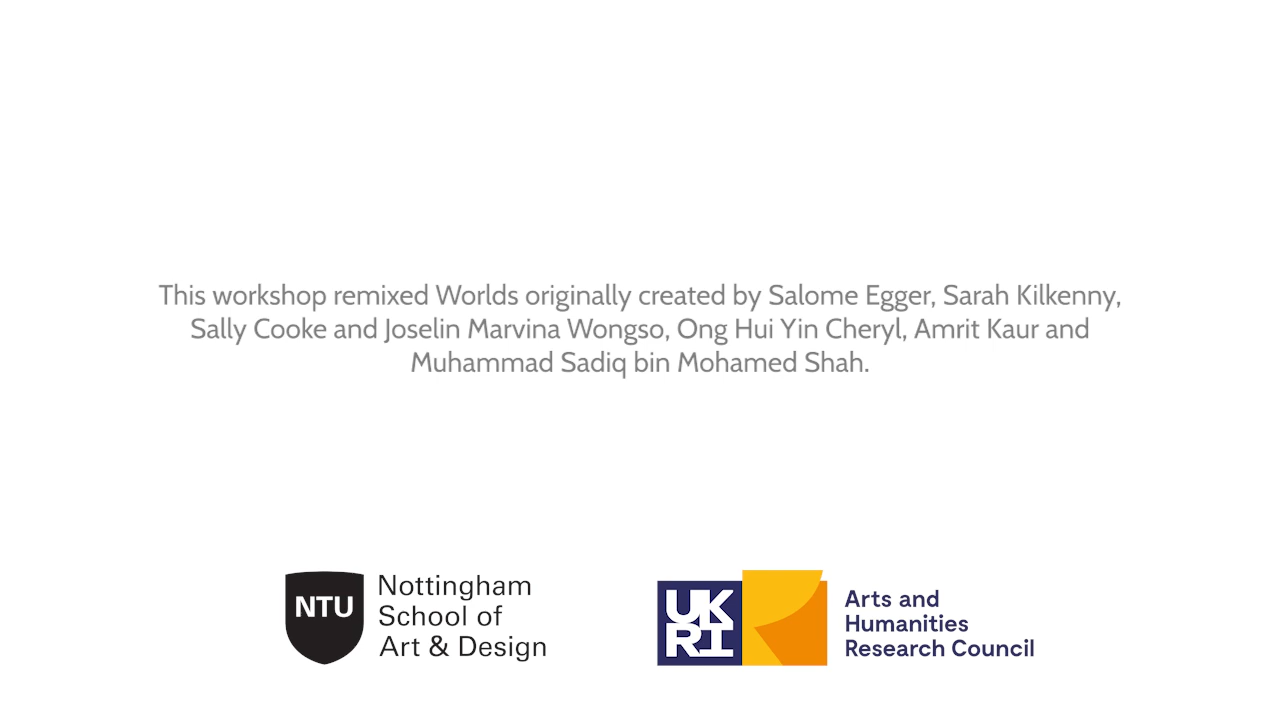 This workshop remixed Worlds originally created by Salome Egger, Sarah Kilkenny,
Sally Cooke and Joselin Marvina Wongso, Ong Hui Yin Cheryl, Amrit Kaur and
Muhammad Sadiq bin Mohamed Shah.
NTU
Nottingham
School of
Art & Design
UK
RI
Arts and
Humanities
Research Council